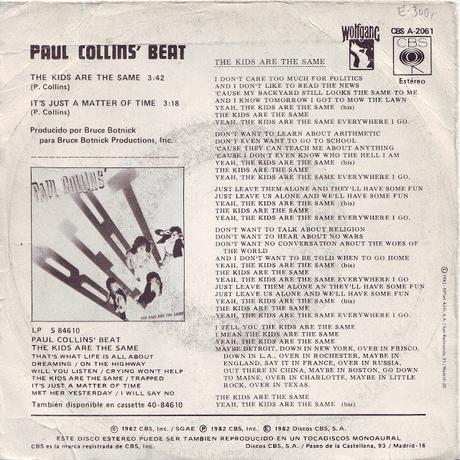 PAUL COLLINS' BEAT
THE KIDS ARE THE SAME 3:42
(P. Collins)
IT'S JUST A MATTER OF TIME 3:18
(P. Collins)
Producido por Bruce Botnick
para Bruce Botnick Productions, Inc.
PAUL COLLINS'
THE KIDS ARE THE SAME
LP S 84610
PAUL COLLINS' BEAT
THE KIDS ARE THE SAME
THAT'S WHAT LIFE IS ALL ABOUT
DREAMING / ON THE HIGHWAY
WILL YOU LISTEN / CRYING WON'T HELP
THE KIDS ARE THE SAME / TRAPPED
IT'S JUST A MATTER OF TIME
MET HER YESTERDAY / I WILL SAY NO
También disponible en cassette 40-84610
wolfgang
E-300r
CBS A-2061
CBS
Estéreo
THE KIDS ARE THE SAME
I DON'T CARE TOO MUCH FOR POLITICS
AND I DON'T LIKE TO READ THE NEWS
'CAUSE MY BACKYARD STILL LOOKS THE SAME TO ME
AND I KNOW TOMORROW I GOT TO MOW THE LAWN
YEAH, THE KIDS ARE THE SAME (bis)
THE KIDS ARE THE SAME
YEAH, THE KIDS ARE THE SAME EVERYWHERE I GO.
DON'T WANT TO LEARN ABOUT ARITHMETIC
DON'T EVEN WANT TO GO TO SCHOOL
'CAUSE THEY CAN TEACH ME ABOUT ANYTHING
'CAUSE I DON'T EVEN KNOW WHO THE HELL I AM
YEAH, THE KIDS ARE THE SAME (bis)
THE KIDS ARE THE SAME
YEAH, THE KIDS ARE THE SAME EVERYWHERE I GO.
JUST LEAVE THEM ALONE AND THEY'LL HAVE SOME FUN
JUST LEAVE US ALONE AND WE'LL HAVE SOME FUN
YEAH, THE KIDS ARE THE SAME (bis)
THE KIDS ARE THE SAME
YEAH, THE KIDS ARE THE SAME EVERYWHERE I GO.
DON'T WANT TO TALK ABOUT RELIGION
DON'T WANT TO HEAR ABOUT NO WARS
DON'T WANT NO CONVERSATION ABOUT THE WOES OF
THE WORLD
AND I DON'T WANT TO BE TOLD WHEN TO GO HOME
YEAH, THE KIDS ARE THE SAME (bis)
THE KIDS ARE THE SAME
YEAH, THE KIDS ARE THE SAME EVERYWHERE I GO
JUST LEAVE THEM ALONE AN THEY'LL HAVE SOME FUN
JUST LEAVE US ALONE AND WE'LL HAVE SOME FUN
YEAH, THE KIDS ARE THE SAME (bis)
THE KIDS ARE THE SAME
YEAH, THE KIDS ARE THE SAME EVERYWHERE I GO.
I TELL YOU THE KIDS ARE THE SAME
I MEAN THE KIDS ARE THE SAME
YEAH, THE KIDS ARE THE SAME
MAYBE DETROIT, DOWN IN NEW YORK, OVER IN FRISCO,
DOWN IN L.A., OVER IN ROCHESTER, MAYBE IN
ENGLAND, SAY IT IN FRANCE, OVER IN RUSSIA,
OUT THERE IN CHINA, MAYBE IN BOSTON, GO DOWN
TO MAINE, OVER IN CHARLOTTE, MAYBE IN LITTLE
ROCK, OVER IN TEXAS.
THE KIDS ARE THE SAME
YEAH, THE KIDS ARE THE SAME (bis)
© 1982 CBS, Inc. / SGAE ℗ 1982 CBS, Inc. © 1982 Discos CBS, S.A.
ESTE DISCO ESTEREO PUEDE SER TAMBIEN REPRODUCIDO EN UN TOCADISCOS MONOAURAL
CBS es la marca registrada de CBS, Inc. Discos CBS, S.A. / Paseo de la Castellana, 93 / Madrid-16